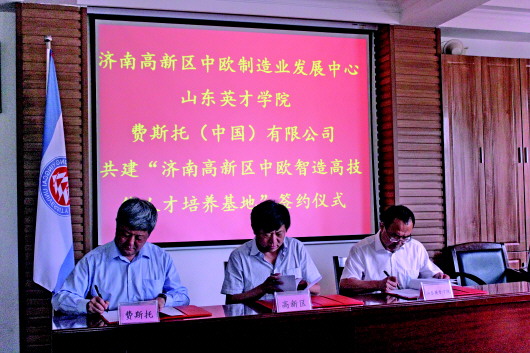 济南高新区中欧制造业发展中心
山东英才学院
费斯托（中国）有限公司
共建“济南高新区中欧智造高技
人才培养基地”签约仪式
费斯托
高新区